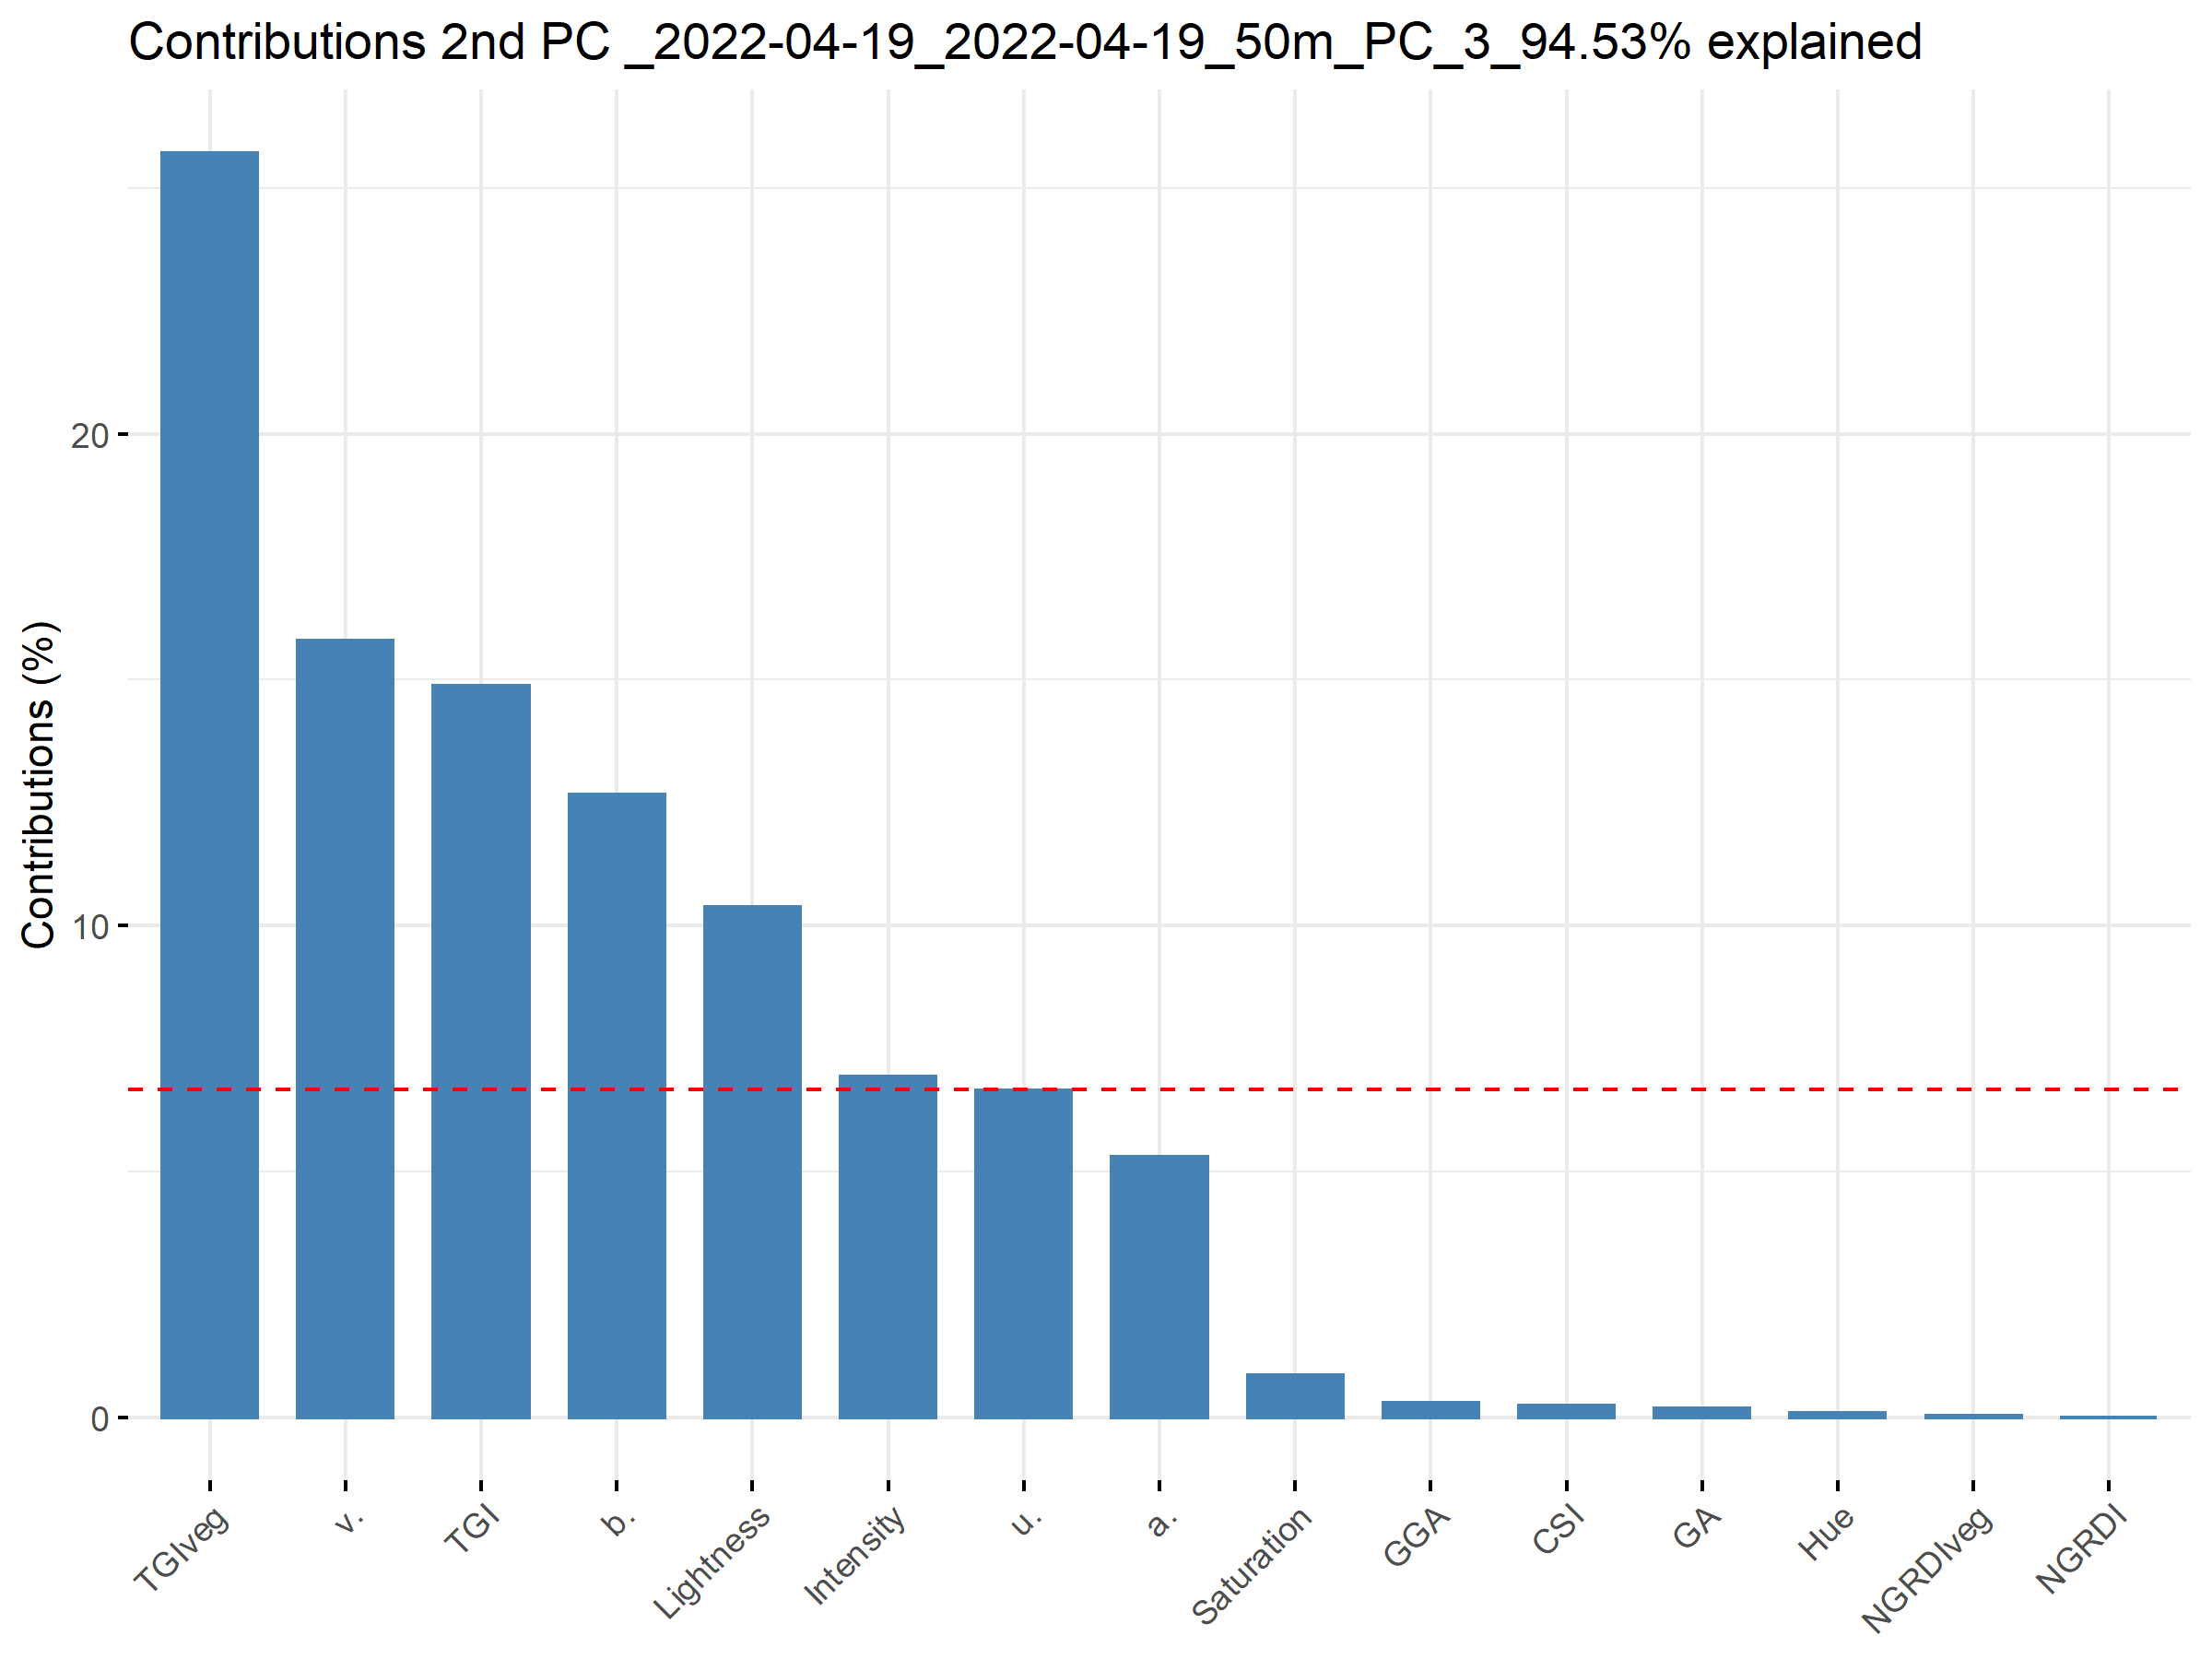 Contributions 2nd PC _2022-04-19_2022-04-19_50m_PC_3_94.53% explained
Contributions (%)
20
10
0
TGIveg
v.
TGI
b.
Lightness
Intensity
u.
a.
Saturation
GGA
CSI
GA
Hue
NGRDIveg
NGRDI